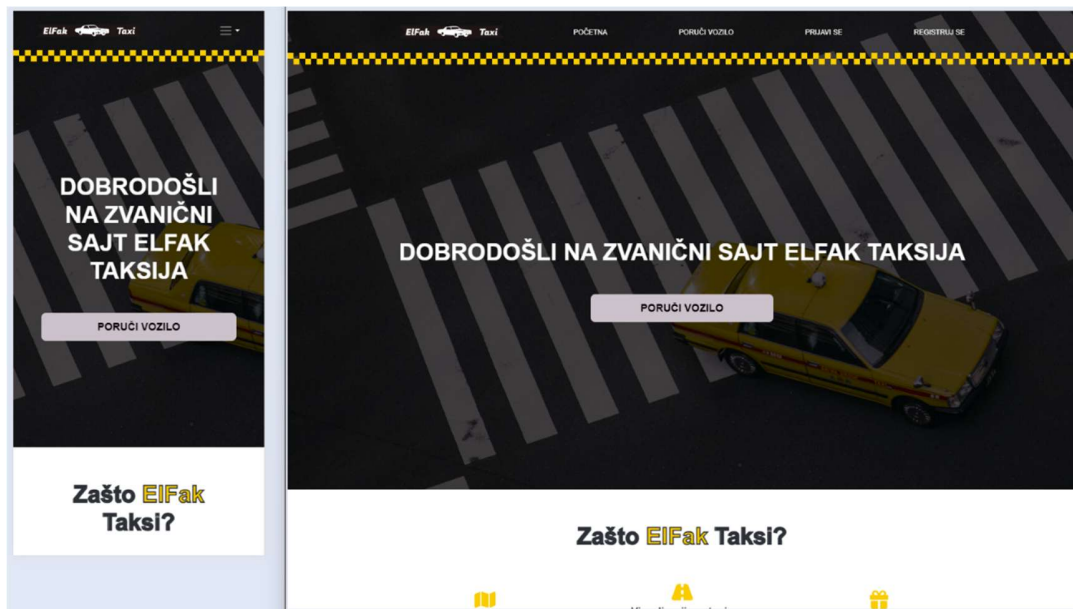 ElFak Taxi
DOBRODOŠLI
NA ZVANIČNI
SAJT ELFAK
TAKSIJA
PORUČI VOZILO
Zašto ElFak
Taksi?
ElFak Taxi POČETNA PORUČI VOZILO PRIJAVI SE REGISTRUJ SE
DOBRODOŠLI NA ZVANIČNI SAJT ELFAK TAKSIJA
PORUČI VOZILO
Zašto ElFak Taksi?